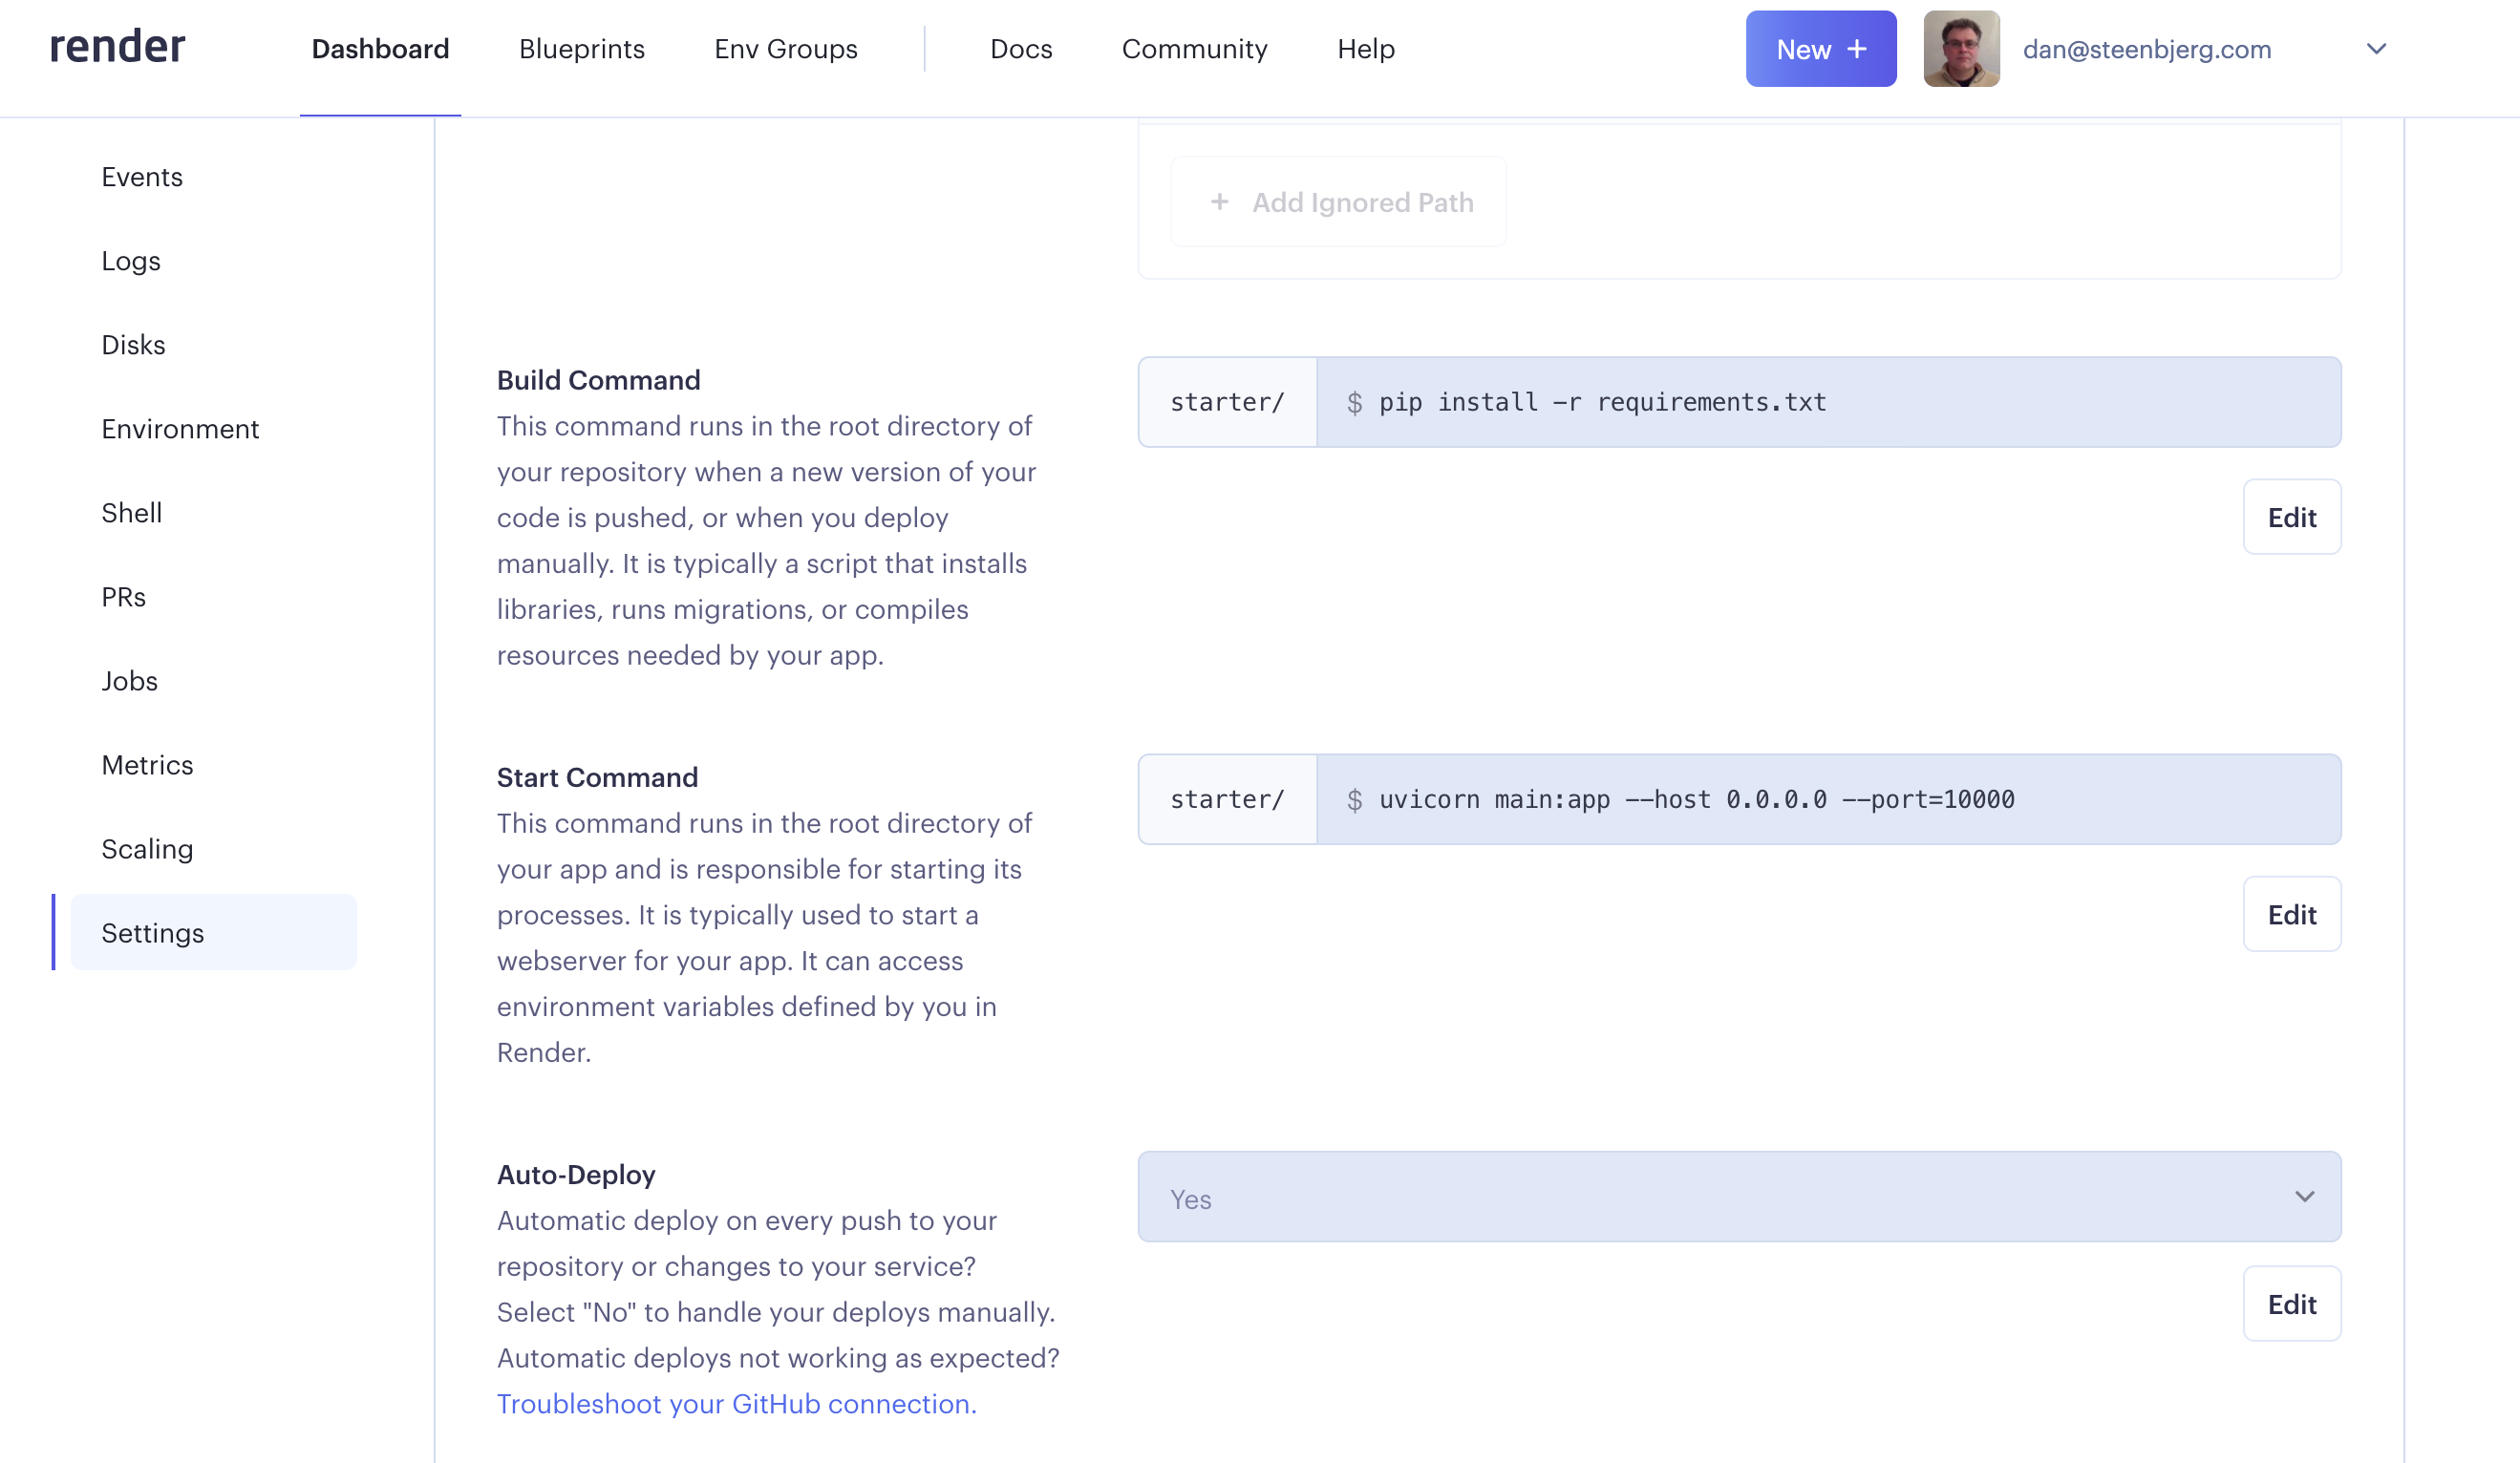 render
Dashboard
Blueprints
Env Groups
Docs
Community
Help
New +
dan@steenbjerg.com
Events
Logs
Disks
Environment
Shell
PRs
Jobs
Metrics
Scaling
Settings
+ Add Ignored Path
Build Command
This command runs in the root directory of
your repository when a new version of your
code is pushed, or when you deploy
manually. It is typically a script that installs
libraries, runs migrations, or compiles
resources needed by your app.
starter/
$ pip install -r requirements.txt
Edit
Start Command
This command runs in the root directory of
your app and is responsible for starting its
processes. It is typically used to start a
webserver for your app. It can access
environment variables defined by you in
Render.
starter/
$ uvicorn main:app --host 0.0.0.0 --port=10000
Edit
Auto-Deploy
Automatic deploy on every push to your
repository or changes to your service?
Select "No" to handle your deploys manually.
Automatic deploys not working as expected?
Troubleshoot your GitHub connection.
Yes
Edit